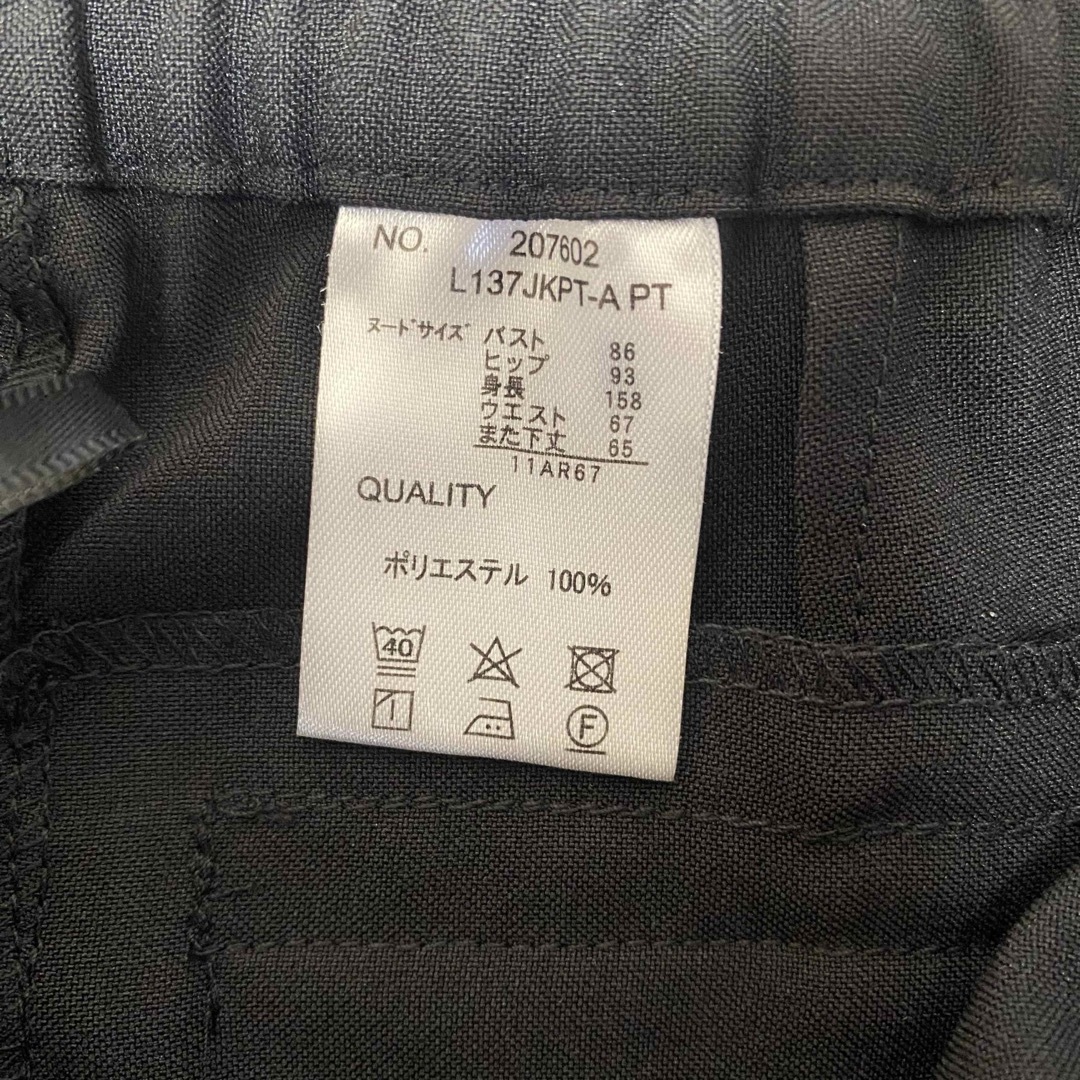 NO. 207602
L137JKPT-A PT
ヌードサイズ バスト 86
ヒップ 93
身長 158
ウエスト 67
また下丈 65
11AR67
QUALITY
ポリエステル 100%
40
F